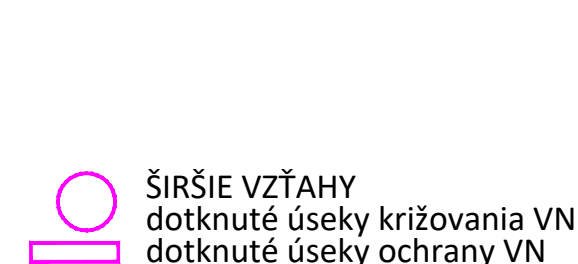 ŠIRŠIE VZŤAHY
dotknuté úseky križovania VN
dotknuté úseky ochrany VN